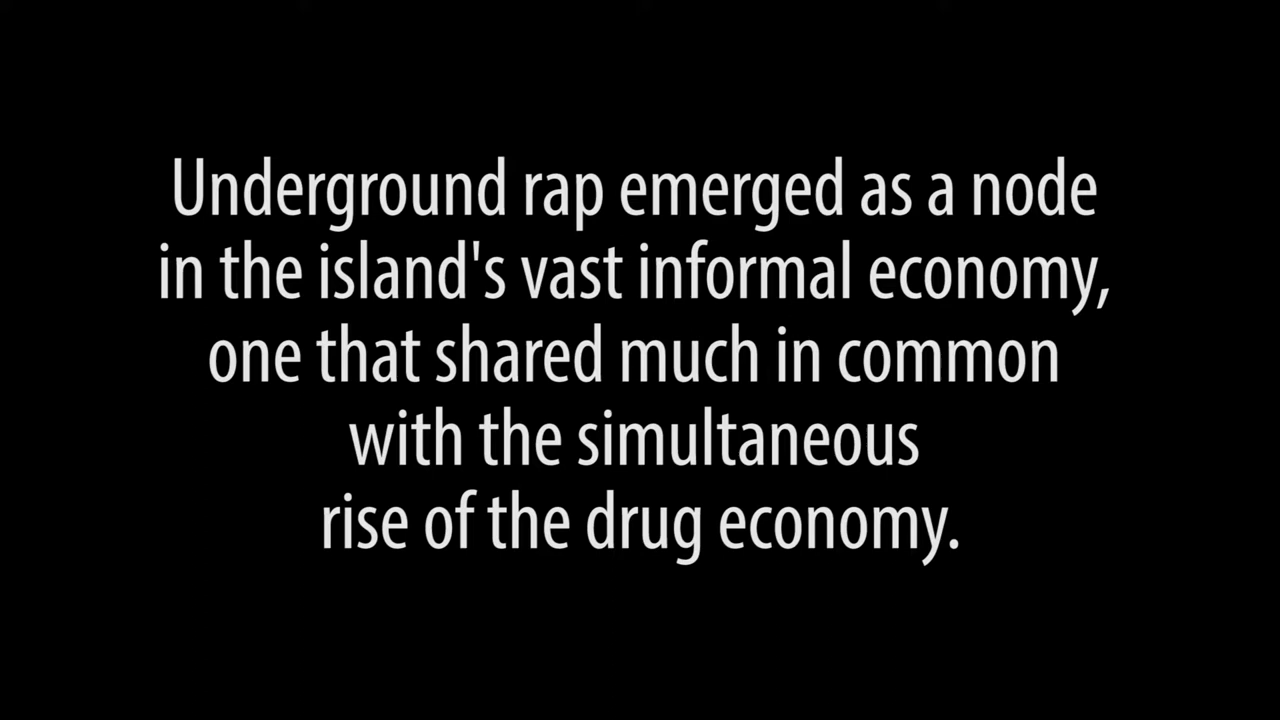 Underground rap emerged as a node
in the island's vast informal economy,
one that shared much in common
with the simultaneous
rise of the drug economy.